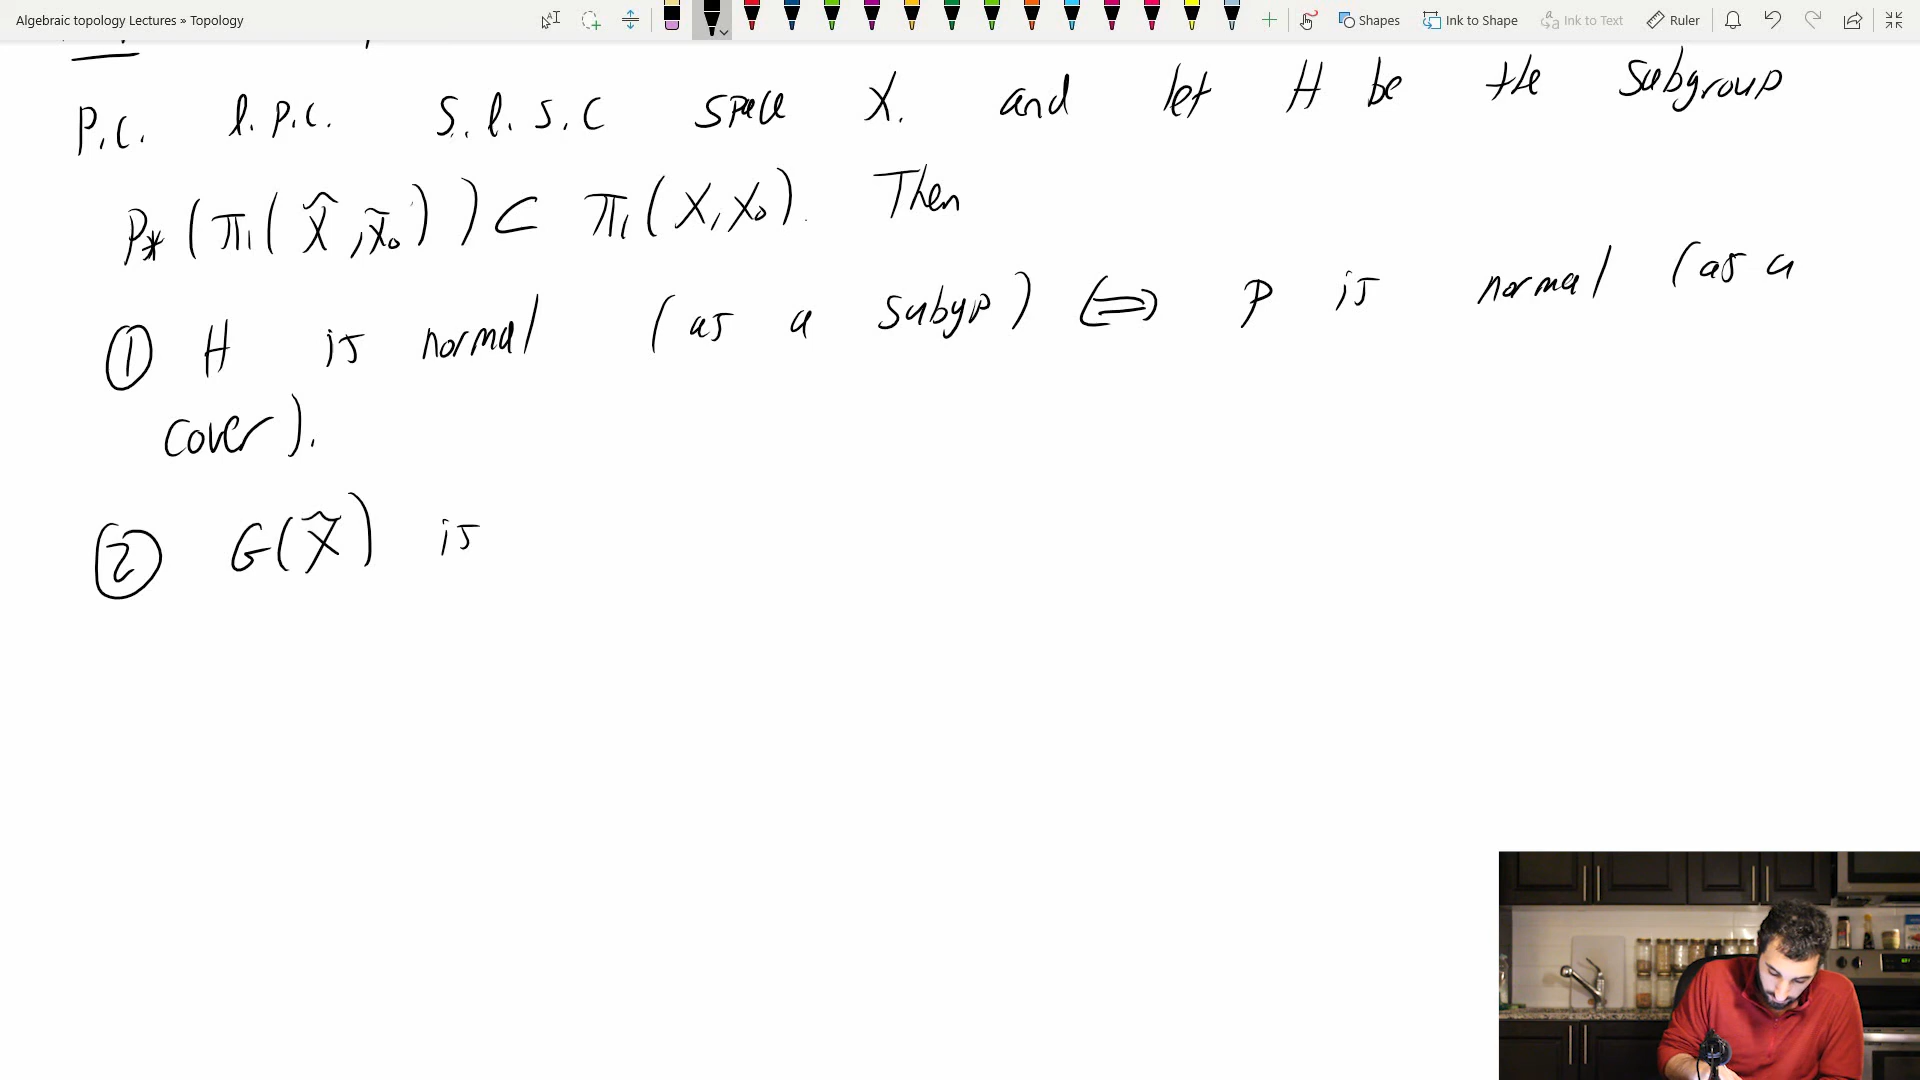 Algebraic topology Lectures » Topology
Shapes Ink to Shape Ink to Text Ruler
P.c. l.p.c. s.l.s.c space X. and let H be the subgroup
P* (π1(X̃, x̃0)) ⊂ π1(X, x0). Then
① H is normal (as a subgp) ⟺ P is normal (as a
cover).
② G(X̃) is